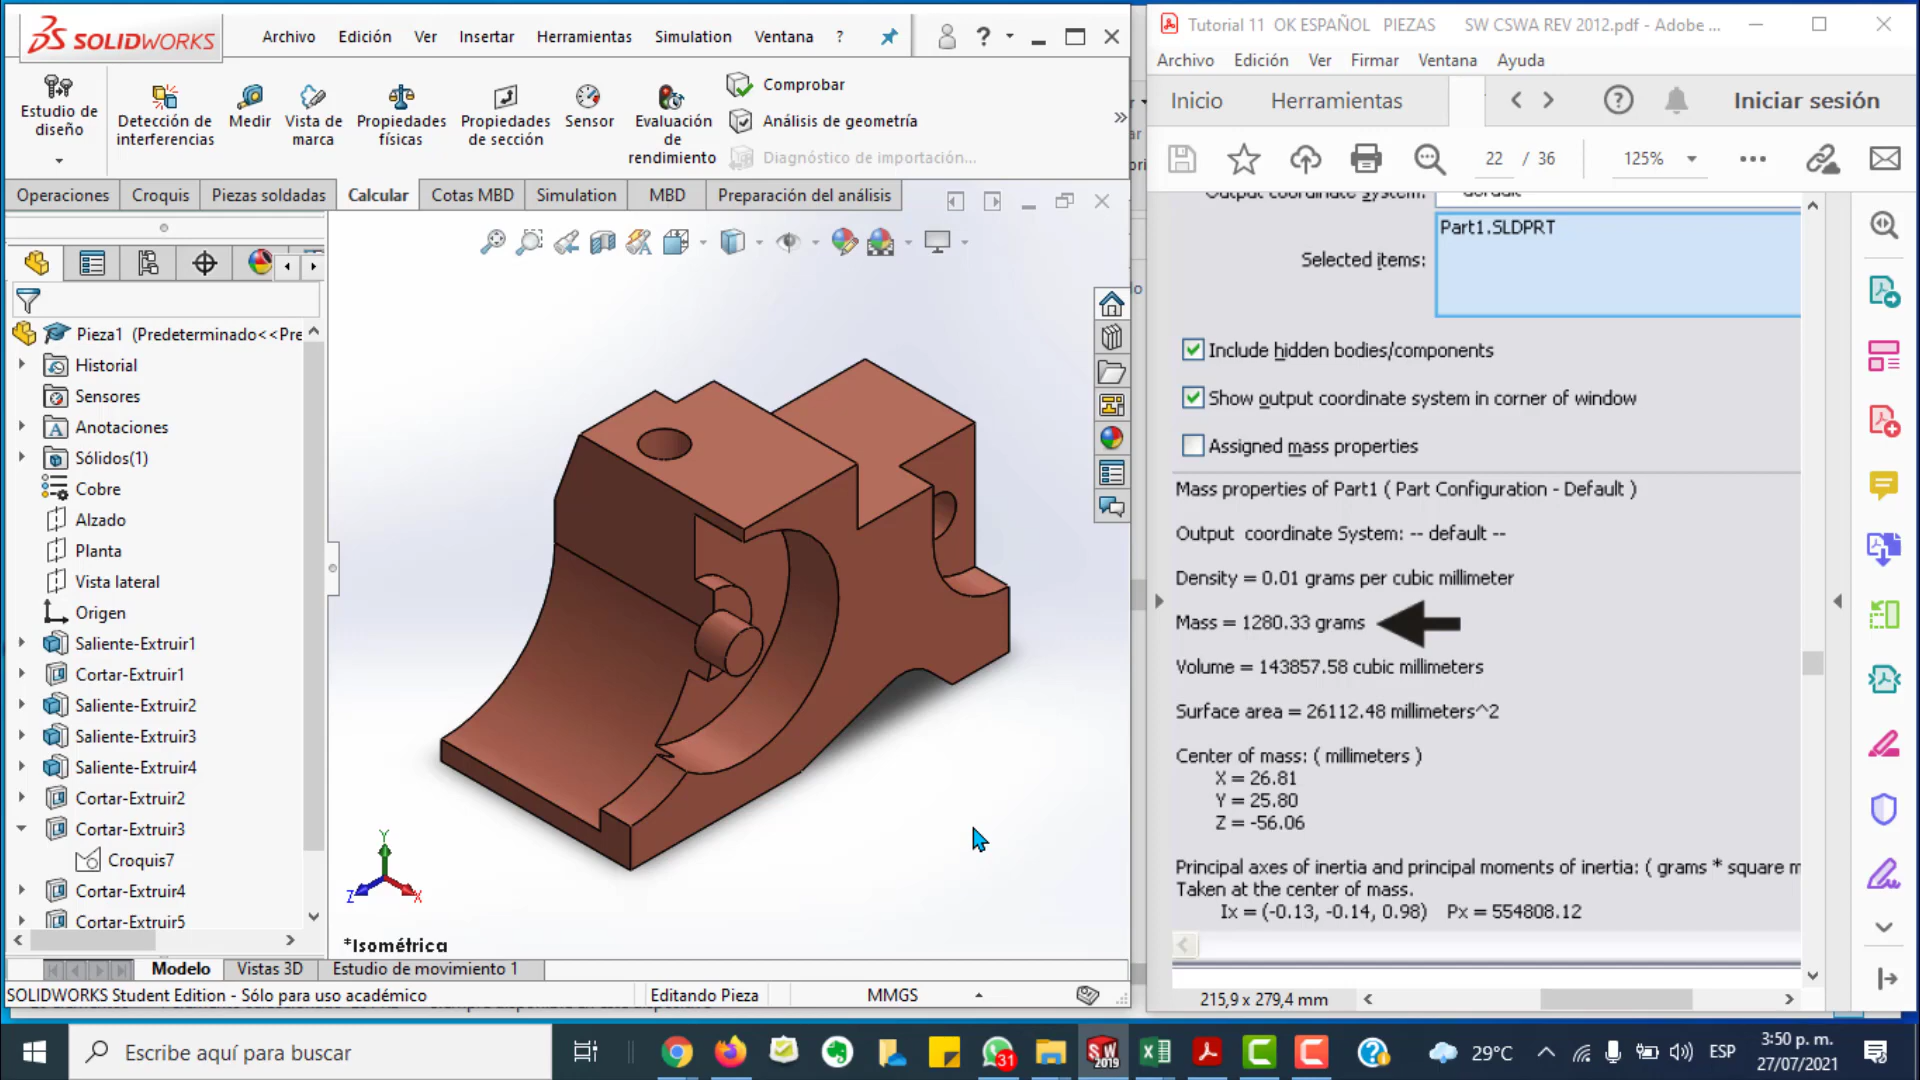 SOLIDWORKS
Archivo Edición Ver Insertar Herramientas Simulation Ventana ?
Estudio de diseño
Detección de interferencias
Medir
Vista de marca
Propiedades físicas
Propiedades de sección
Sensor
Evaluación de rendimiento
Comprobar
Análisis de geometría
Diagnóstico de importación...
Operaciones Croquis Piezas soldadas Calcular Cotas MBD Simulation MBD Preparación del análisis
Pieza1 (Predeterminado<<Pre
Historial
Sensores
Anotaciones
Sólidos(1)
Cobre
Alzado
Planta
Vista lateral
Origen
Saliente-Extruir1
Cortar-Extruir1
Saliente-Extruir2
Saliente-Extruir3
Saliente-Extruir4
Cortar-Extruir2
Cortar-Extruir3
Croquis7
Cortar-Extruir4
Cortar-Extruir5
Y
Z
X
*Isométrica
Modelo Vistas 3D Estudio de movimiento 1
SOLIDWORKS Student Edition - Sólo para uso académico Editando Pieza MMGS
Tutorial 11 OK ESPAÑOL PIEZAS SW CSWA REV 2012.pdf - Adobe ...
Archivo Edición Ver Firmar Ventana Ayuda
Inicio Herramientas Iniciar sesión
22 / 36 125%
Output coordinate system:
Part1.SLDPRT
Selected items:
Include hidden bodies/components
Show output coordinate system in corner of window
Assigned mass properties
Mass properties of Part1 ( Part Configuration - Default )
Output coordinate System: -- default --
Density = 0.01 grams per cubic millimeter
Mass = 1280.33 grams
Volume = 143857.58 cubic millimeters
Surface area = 26112.48 millimeters^2
Center of mass: ( millimeters )
X = 26.81
Y = 25.80
Z = -56.06
Principal axes of inertia and principal moments of inertia: ( grams * square m
Taken at the center of mass.
Ix = (-0.13, -0.14, 0.98) Px = 554808.12
215,9 x 279,4 mm
Escribe aquí para buscar
31
SW 2019
29°C
ESP
3:50 p. m.
27/07/2021